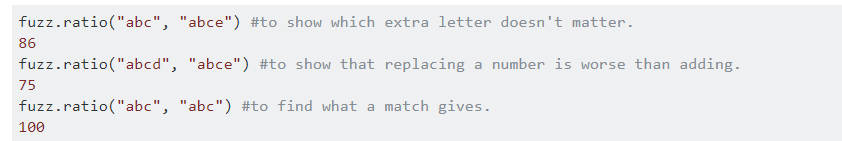 fuzz.ratio("abc", "abce") #to show which extra letter doesn't matter.
86
fuzz.ratio("abcd", "abce") #to show that replacing a number is worse than adding.
75
fuzz.ratio("abc", "abc") #to find what a match gives.
100